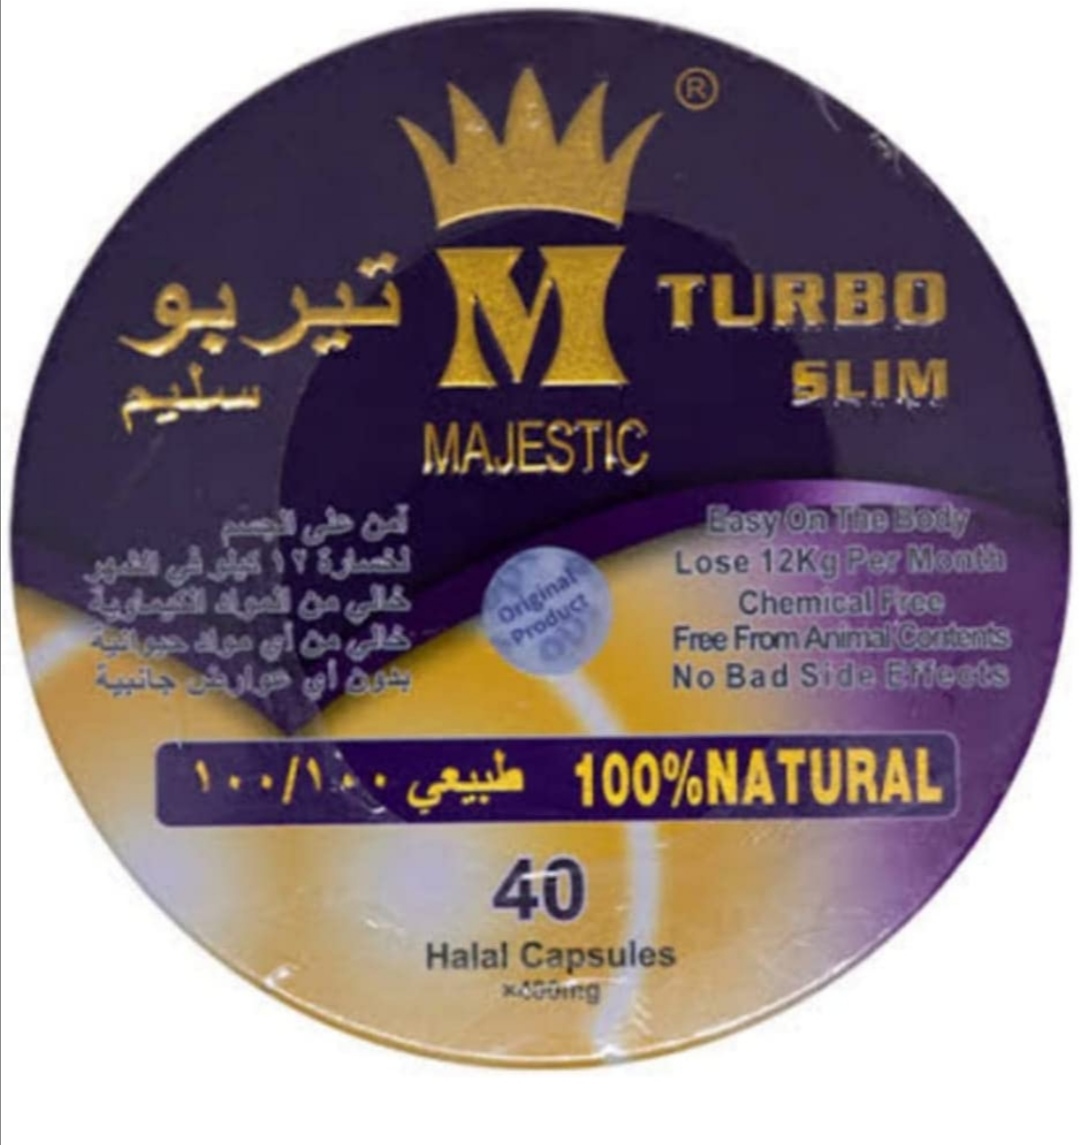 ®
تيربو
سليم
M
TURBO
SLIM
MAJESTIC
آمن على الجسم
لخسارة ١٢ كيلو في الشهر
خالي من المواد الكيماوية
خالي من أي مواد حيوانية
بدون أي عوارض جانبية
Original
Product
Easy On The Body
Lose 12Kg Per Month
Chemical Free
Free From Animal Contents
No Bad Side Effects
١٠٠/١٠٠ طبيعي 100%NATURAL
40
Halal Capsules
×400mg